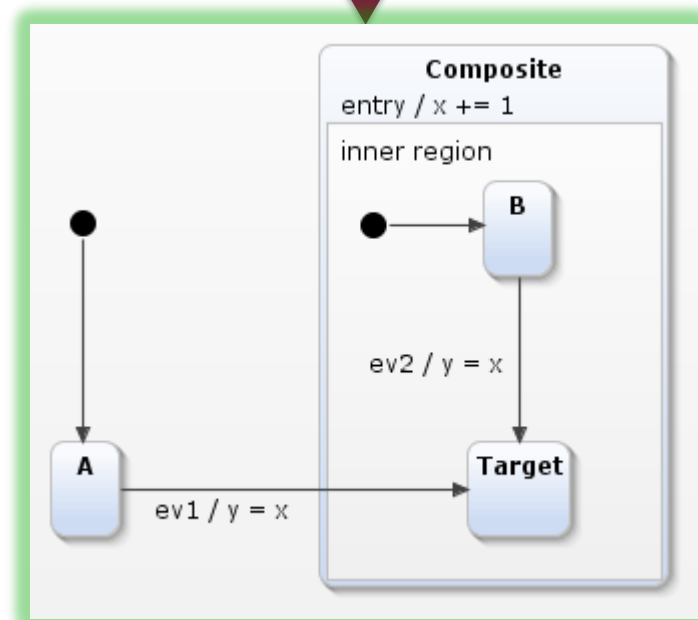 Composite
entry / x += 1
inner region
B
ev2 / y = x
A
Target
ev1 / y = x